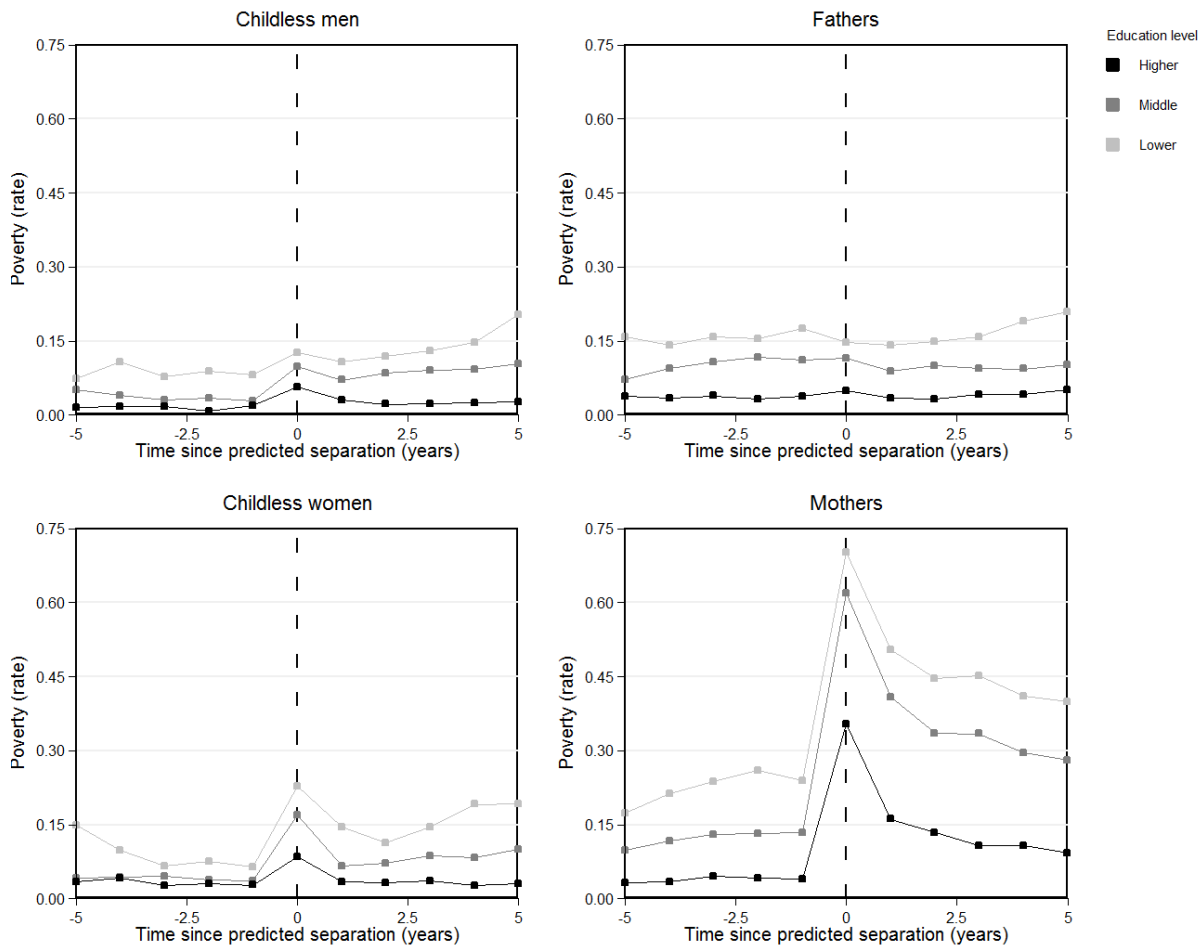 Childless men
Fathers
Education level
Higher
Middle
Lower
Poverty (rate)
0.75
0.60
0.45
0.30
0.15
0.00
-5 -2.5 0 2.5 5
Time since predicted separation (years)
Poverty (rate)
0.75
0.60
0.45
0.30
0.15
0.00
-5 -2.5 0 2.5 5
Time since predicted separation (years)
Childless women
Mothers
Poverty (rate)
0.75
0.60
0.45
0.30
0.15
0.00
-5 -2.5 0 2.5 5
Time since predicted separation (years)
Poverty (rate)
0.75
0.60
0.45
0.30
0.15
0.00
-5 -2.5 0 2.5 5
Time since predicted separation (years)